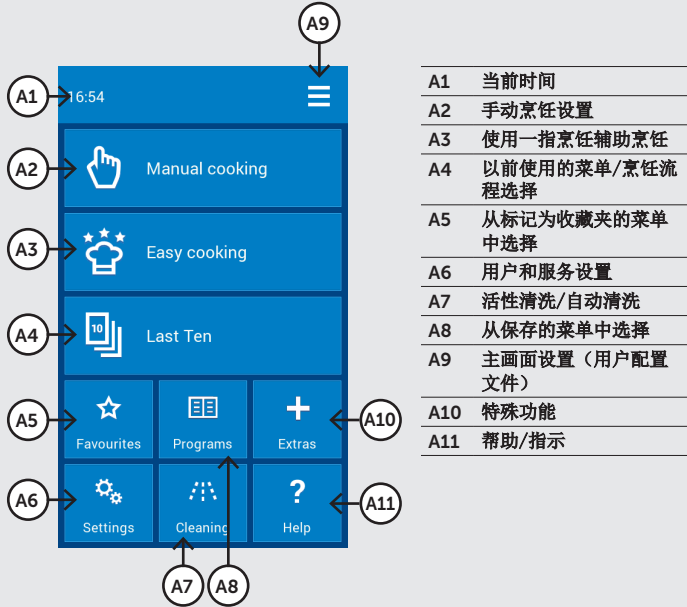 A9
A1
16:54
A2
Manual cooking
A3
Easy cooking
A4
10
Last Ten
A5
Favourites
Programs
Extras
A10
A6
Settings
Cleaning
?
Help
A11
A7
A8
A1 当前时间
A2 手动烹饪设置
A3 使用一指烹饪辅助烹饪
A4 以前使用的菜单/烹饪流
程选择
A5 从标记为收藏夹的菜单
中选择
A6 用户和服务设置
A7 活性清洗/自动清洗
A8 从保存的菜单中选择
A9 主画面设置（用户配置
文件）
A10 特殊功能
A11 帮助/指示